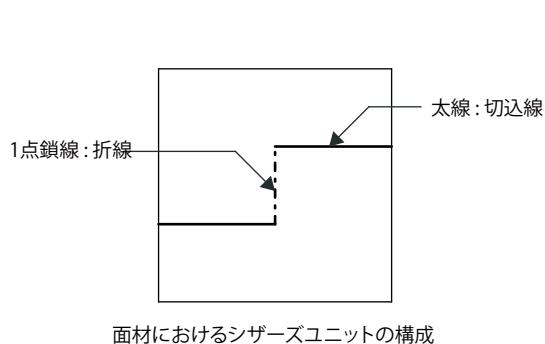 太線 : 切込線
1点鎖線 : 折線
面材におけるシザーズユニットの構成